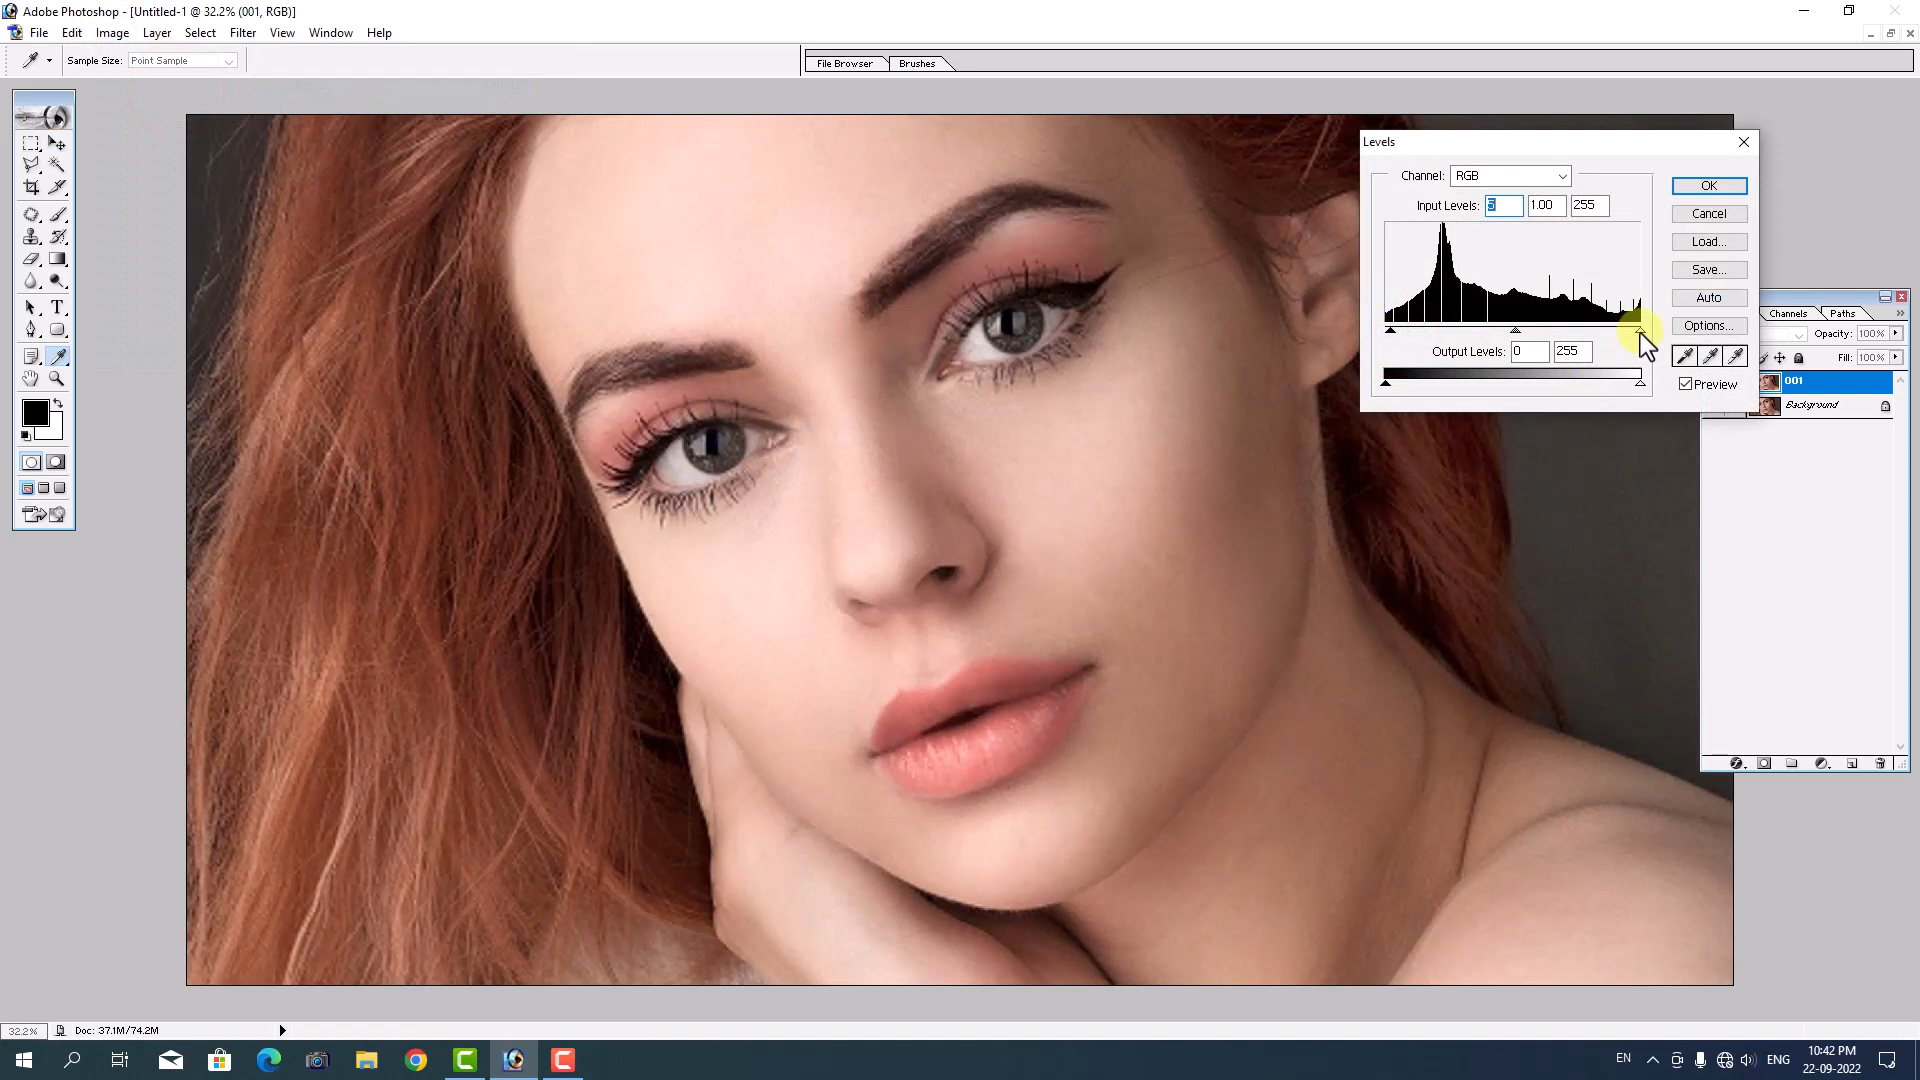 Adobe Photoshop - [Untitled-1 @ 32.2% (001, RGB)]
File Edit Image Layer Select Filter View Window Help
Sample Size: Point Sample
File Browser Brushes
Levels
Channel: RGB
OK
Input Levels: 5 1.00 255
Cancel
Load...
Save...
Auto
Options...
Output Levels: 0 255
Preview
Channels Paths
Opacity: 100%
Fill: 100%
001
Background
T
32.2% Doc: 37.1M/74.2M
EN ENG 10:42 PM
22-09-2022